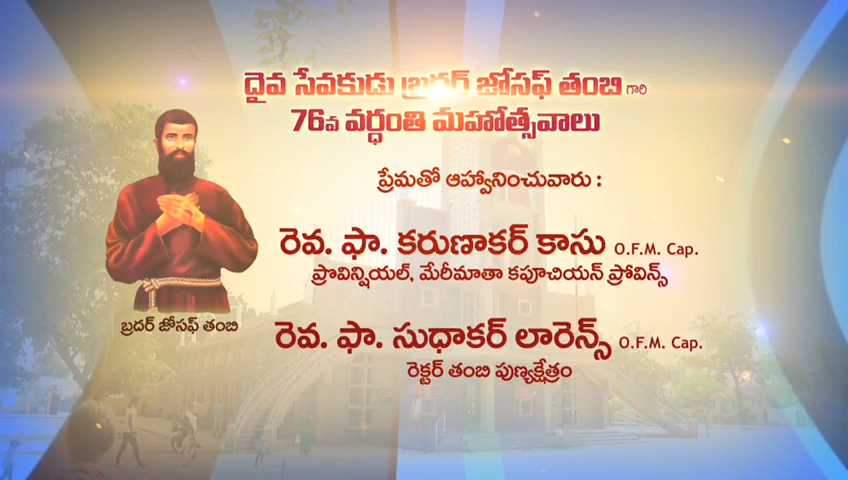 దైవ సేవకుడు బ్రదర్ జోసఫ్ తంబి గారి
76వ వర్ధంతి మహోత్సవాలు
ప్రేమతో ఆహ్వానించువారు :
రెవ. ఫా. కరుణాకర్ కాసు O.F.M. Cap.
ప్రొవిన్షియల్, మేరీమాతా కపూచియన్ ప్రోవిన్స్
బ్రదర్ జోసఫ్ తంబి
రెవ. ఫా. సుధాకర్ లారెన్స్ O.F.M. Cap.
రెక్టర్ తంబి పుణ్యక్షేత్రం